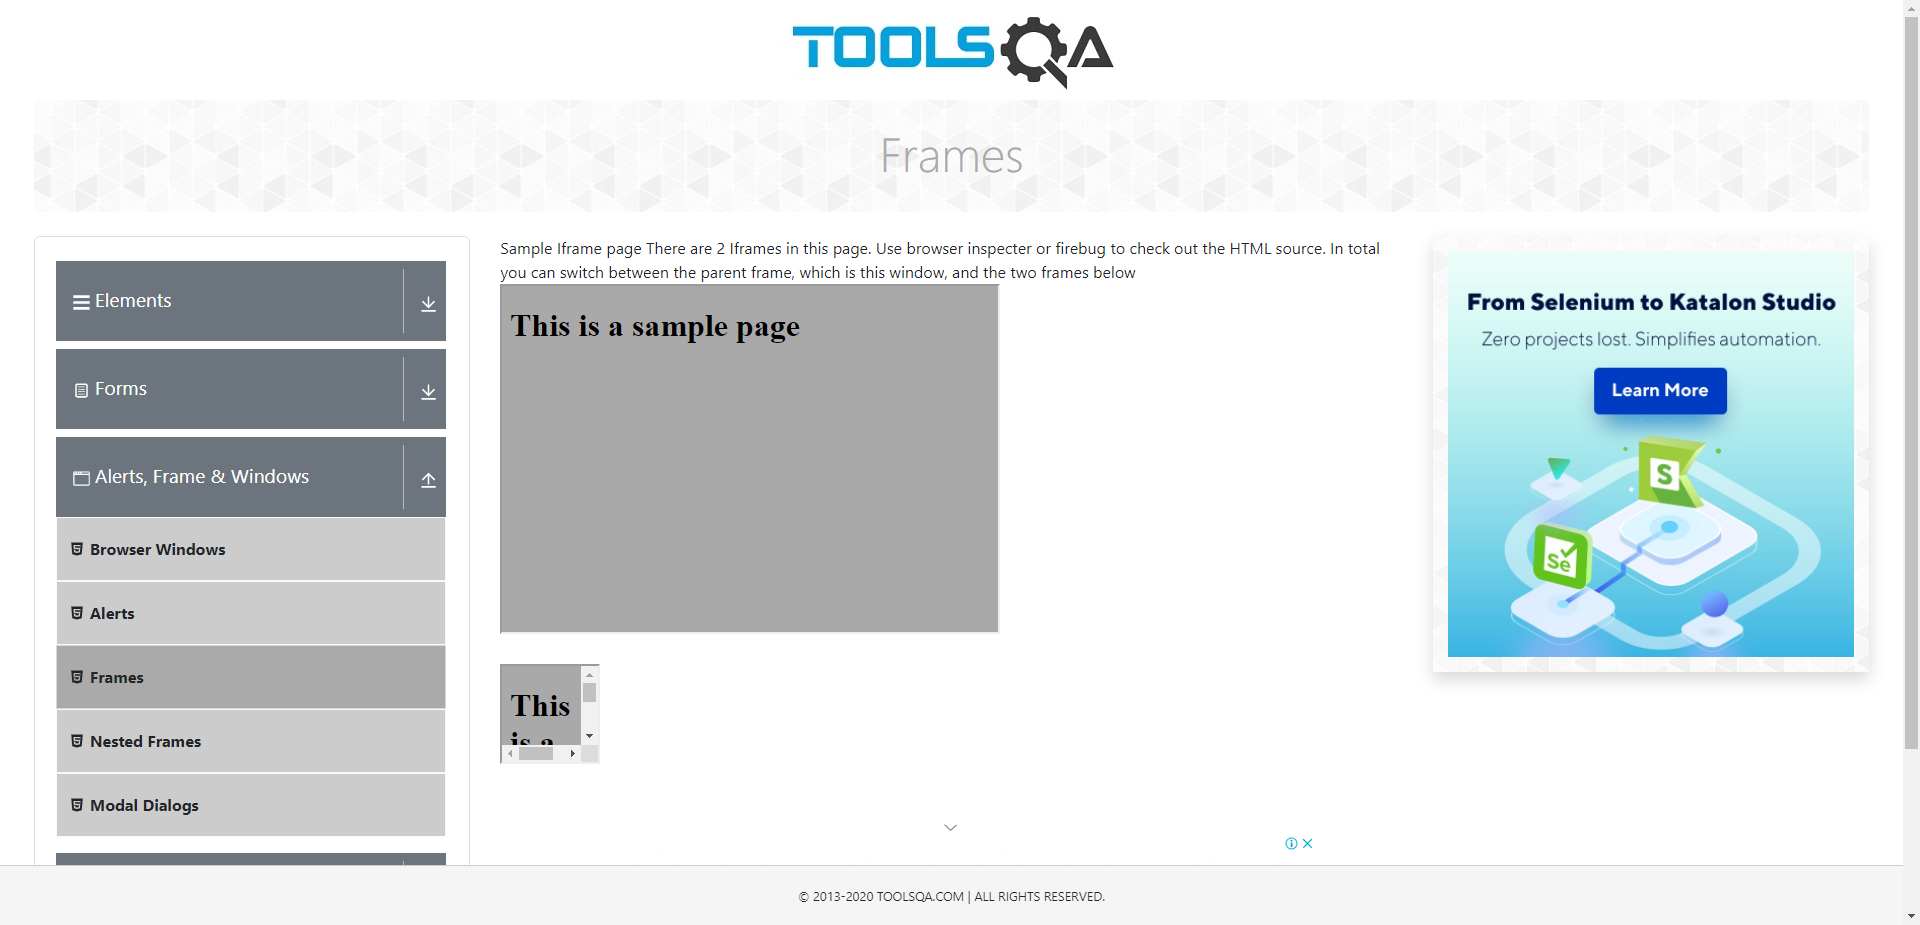 TOOLSQA
Frames
Elements
Forms
Alerts, Frame & Windows
Browser Windows
Alerts
Frames
Nested Frames
Modal Dialogs
Sample Iframe page There are 2 Iframes in this page. Use browser inspecter or firebug to check out the HTML source. In total
you can switch between the parent frame, which is this window, and the two frames below
This is a sample page
This
is a
From Selenium to Katalon Studio
Zero projects lost. Simplifies automation.
Learn More
S
Se
© 2013-2020 TOOLSQA.COM | ALL RIGHTS RESERVED.